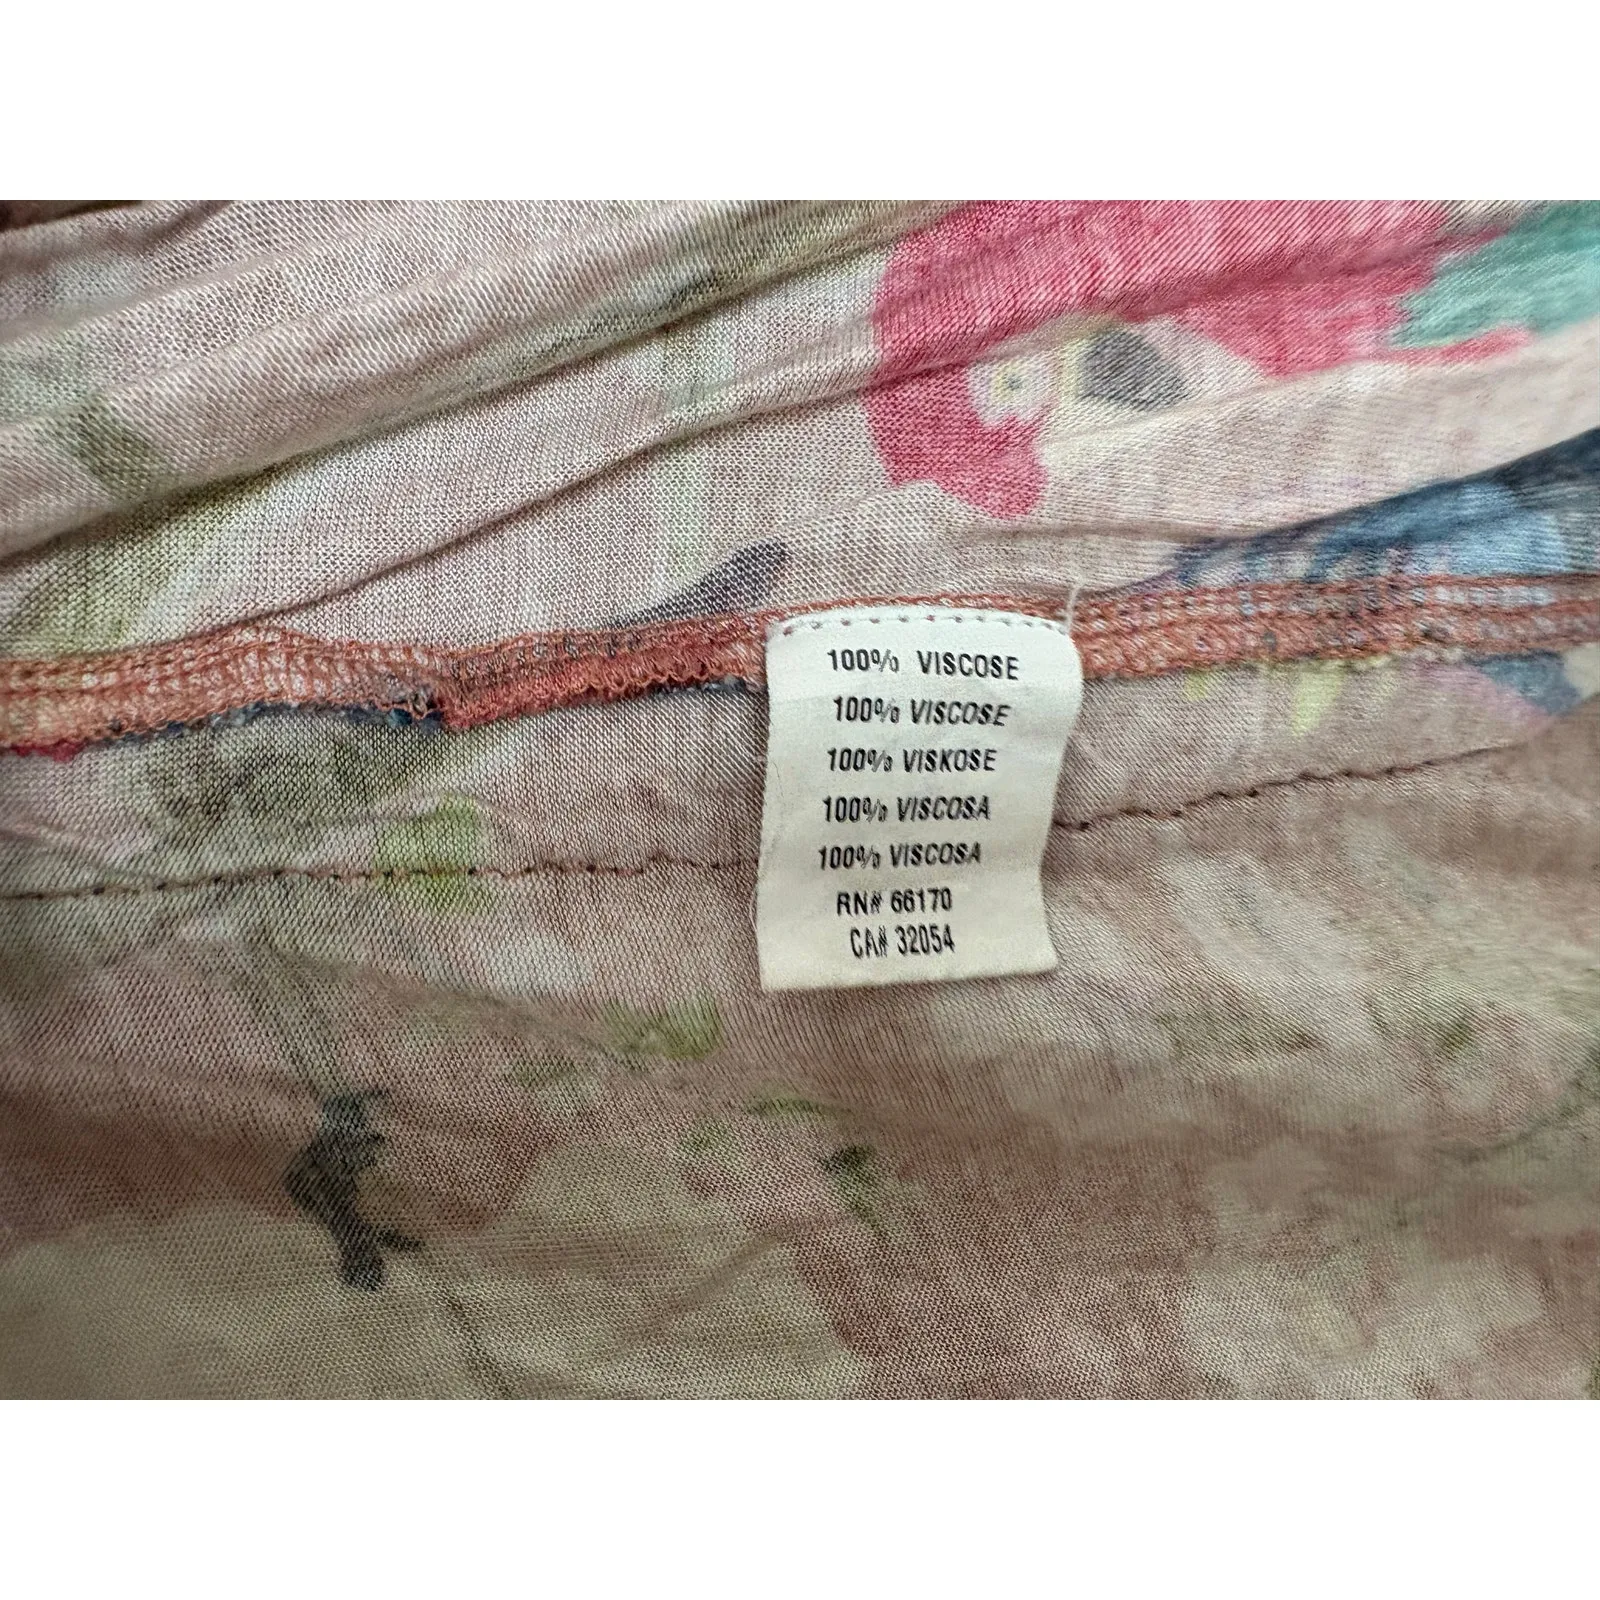 100% VISCOSE
100% VISCOSE
100% VISKOSE
100% VISCOSA
100% VISCOSA
RN# 66170
CA# 32054